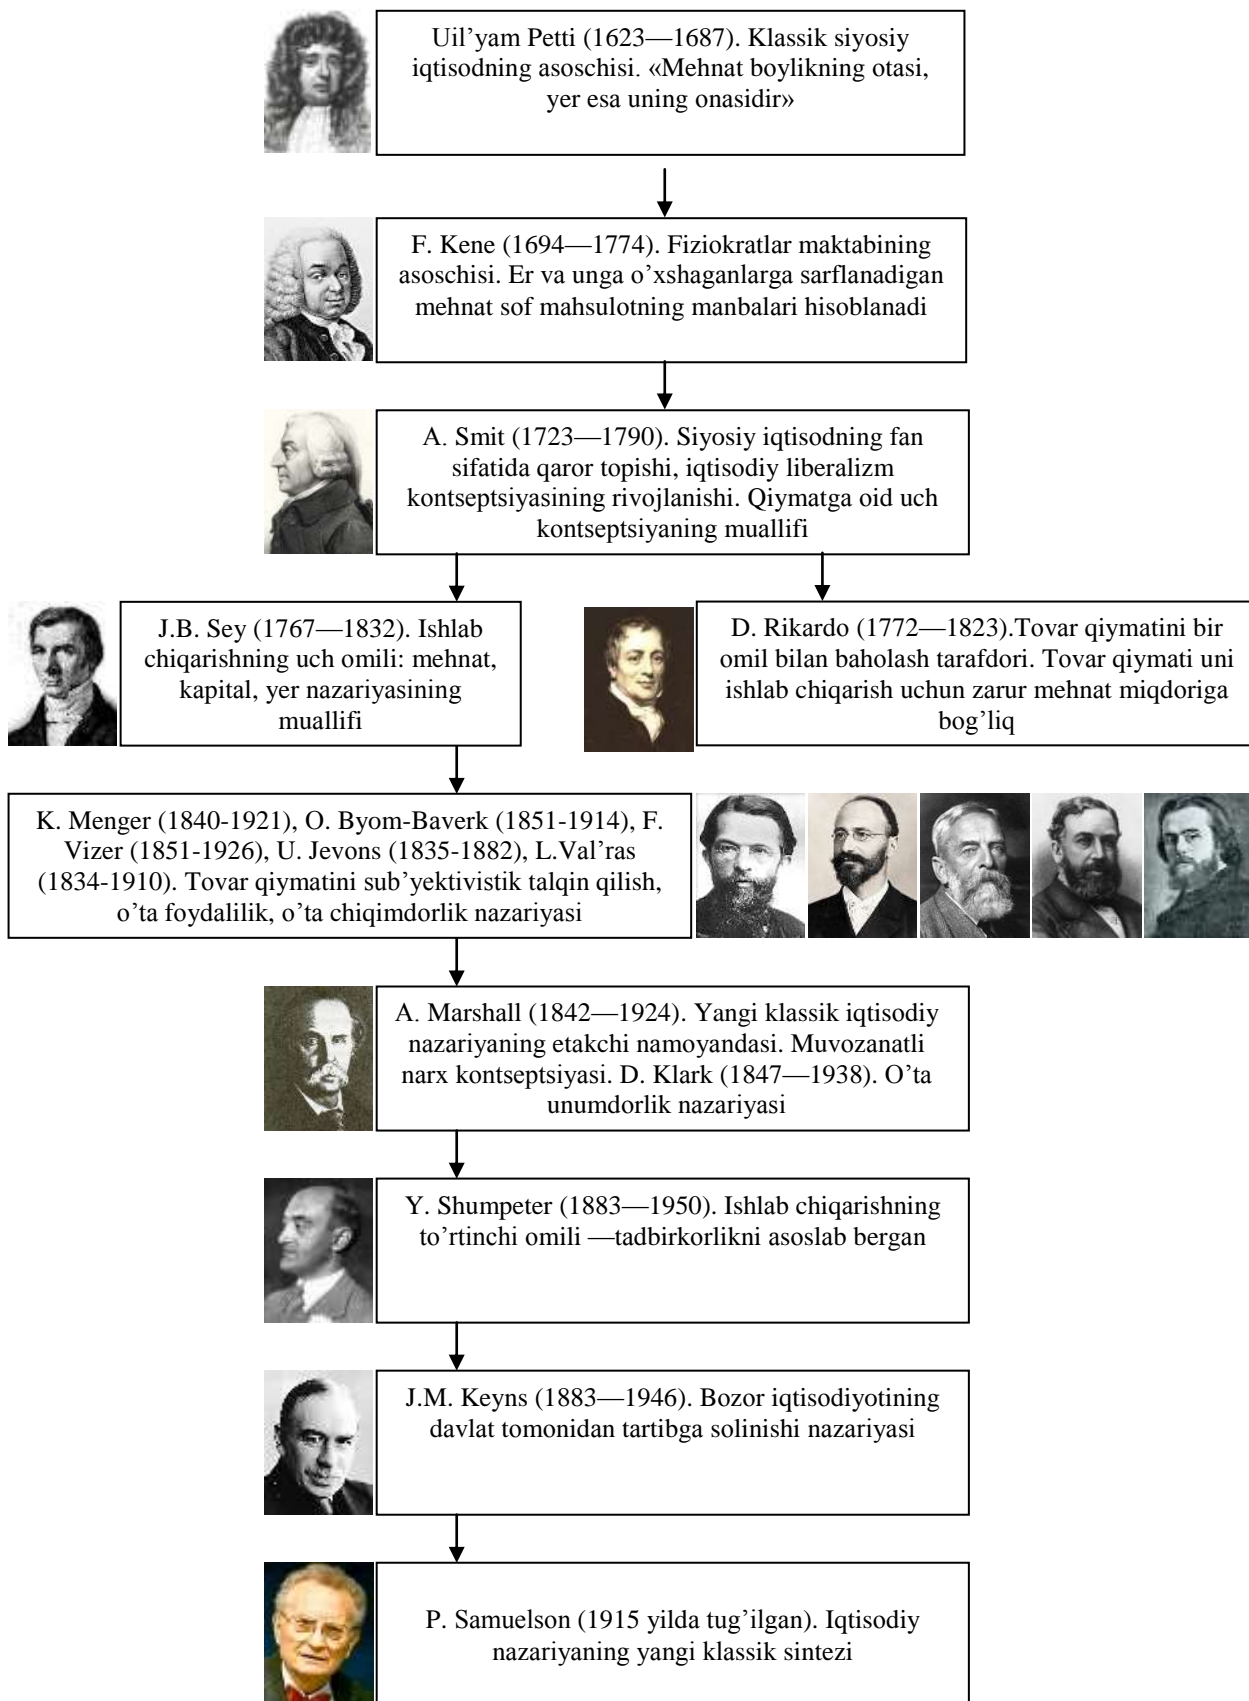 Uil’yam Petti (1623—1687). Klassik siyosiy
iqtisodning asoschisi. «Mehnat boylikning otasi,
yer esa uning onasidir»
F. Kene (1694—1774). Fiziokratlar maktabining
asoschisi. Er va unga o’xshaganlarga sarflanadigan
mehnat sof mahsulotning manbalari hisoblanadi
A. Smit (1723—1790). Siyosiy iqtisodning fan
sifatida qaror topishi, iqtisodiy liberalizm
kontseptsiyasining rivojlanishi. Qiymatga oid uch
kontseptsiyaning muallifi
J.B. Sey (1767—1832). Ishlab
chiqarishning uch omili: mehnat,
kapital, yer nazariyasining
muallifi
D. Rikardo (1772—1823).Tovar qiymatini bir
omil bilan baholash tarafdori. Tovar qiymati uni
ishlab chiqarish uchun zarur mehnat miqdoriga
bog’liq
K. Menger (1840-1921), O. Byom-Baverk (1851-1914), F.
Vizer (1851-1926), U. Jevons (1835-1882), L.Val’ras
(1834-1910). Tovar qiymatini sub’yektivistik talqin qilish,
o’ta foydalilik, o’ta chiqimdorlik nazariyasi
A. Marshall (1842—1924). Yangi klassik iqtisodiy
nazariyaning etakchi namoyandasi. Muvozanatli
narx kontseptsiyasi. D. Klark (1847—1938). O’ta
unumdorlik nazariyasi
Y. Shumpeter (1883—1950). Ishlab chiqarishning
to’rtinchi omili —tadbirkorlikni asoslab bergan
J.M. Keyns (1883—1946). Bozor iqtisodiyotining
davlat tomonidan tartibga solinishi nazariyasi
P. Samuelson (1915 yilda tug’ilgan). Iqtisodiy
nazariyaning yangi klassik sintezi